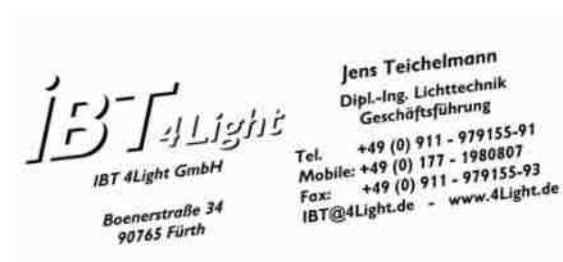 iBT 4Light
IBT 4Light GmbH
Boenerstraße 34
90765 Fürth
Jens Teichelmann
Dipl.-Ing. Lichttechnik
Geschäftsführung
Tel. +49 (0) 911 - 979155-91
Mobile: +49 (0) 177 - 1980807
Fax: +49 (0) 911 - 979155-93
IBT@4Light.de - www.4Light.de